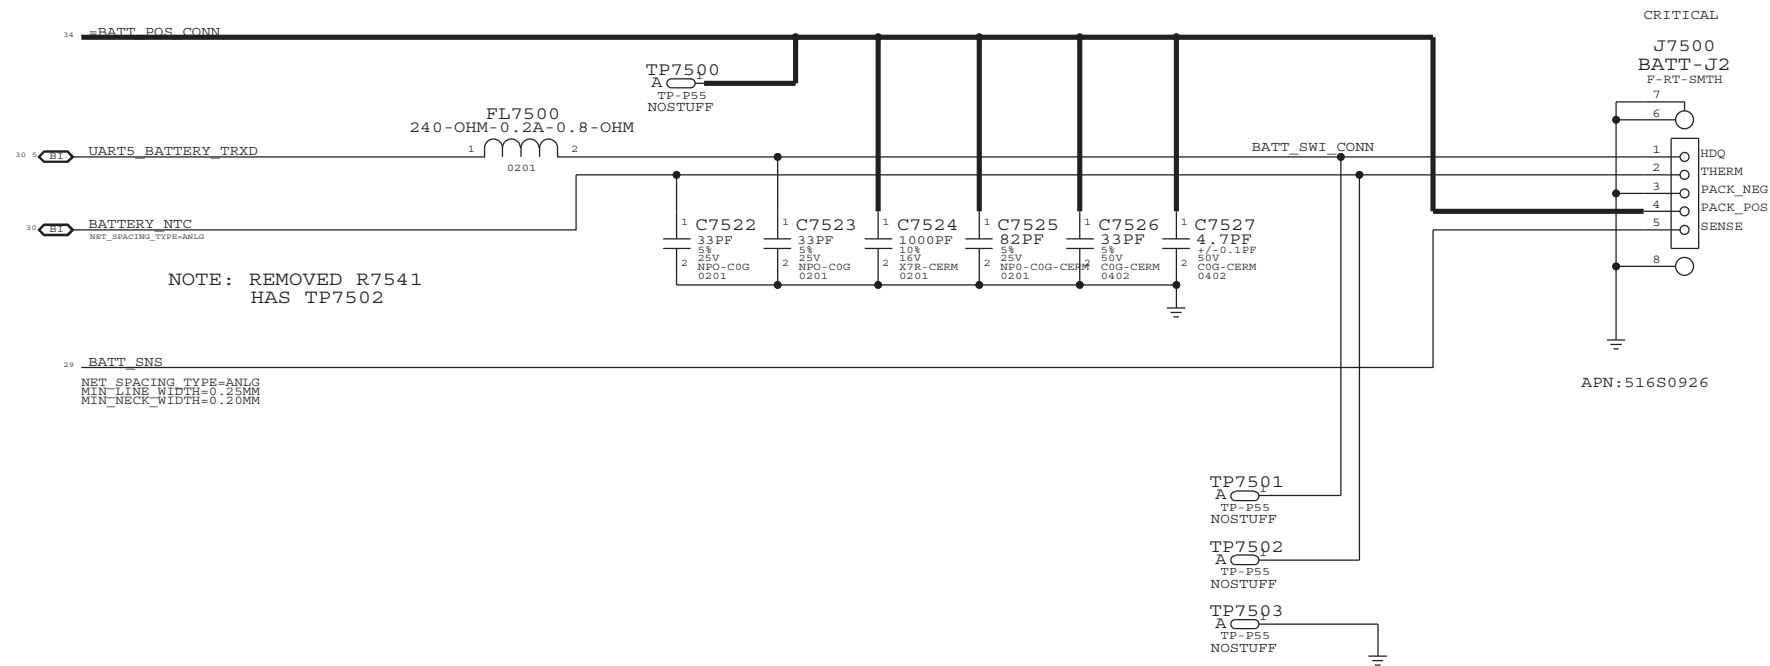 CRITICAL
34 =BATT_POS_CONN
J7500
BATT-J2
F-RT-SMTH
TP7500
A 1
TP-P55
NOSTUFF
7
6
FL7500
240-OHM-0.2A-0.8-OHM
30 5 BI UART5_BATTERY_TRXD
1 2
0201
BATT_SWI_CONN
1 HDQ
2 THERM
3 PACK_NEG
4 PACK_POS
5 SENSE
8
30 BI BATTERY_NTC
NET_SPACING_TYPE=ANLG
1 C7522
33PF
5%
25V
2 NPO-C0G
0201
1 C7523
33PF
5%
25V
2 NPO-C0G
0201
1 C7524
1000PF
10%
16V
2 X7R-CERM
0201
1 C7525
82PF
5%
25V
2 NP0-C0G-CERM
0201
1 C7526
33PF
5%
50V
2 C0G-CERM
0402
1 C7527
4.7PF
+/-0.1PF
50V
2 C0G-CERM
0402
NOTE: REMOVED R7541
HAS TP7502
29 BATT_SNS
NET_SPACING_TYPE=ANLG
MIN_LINE_WIDTH=0.25MM
MIN_NECK_WIDTH=0.20MM
APN:516S0926
TP7501
A 1
TP-P55
NOSTUFF
TP7502
A 1
TP-P55
NOSTUFF
TP7503
A 1
TP-P55
NOSTUFF